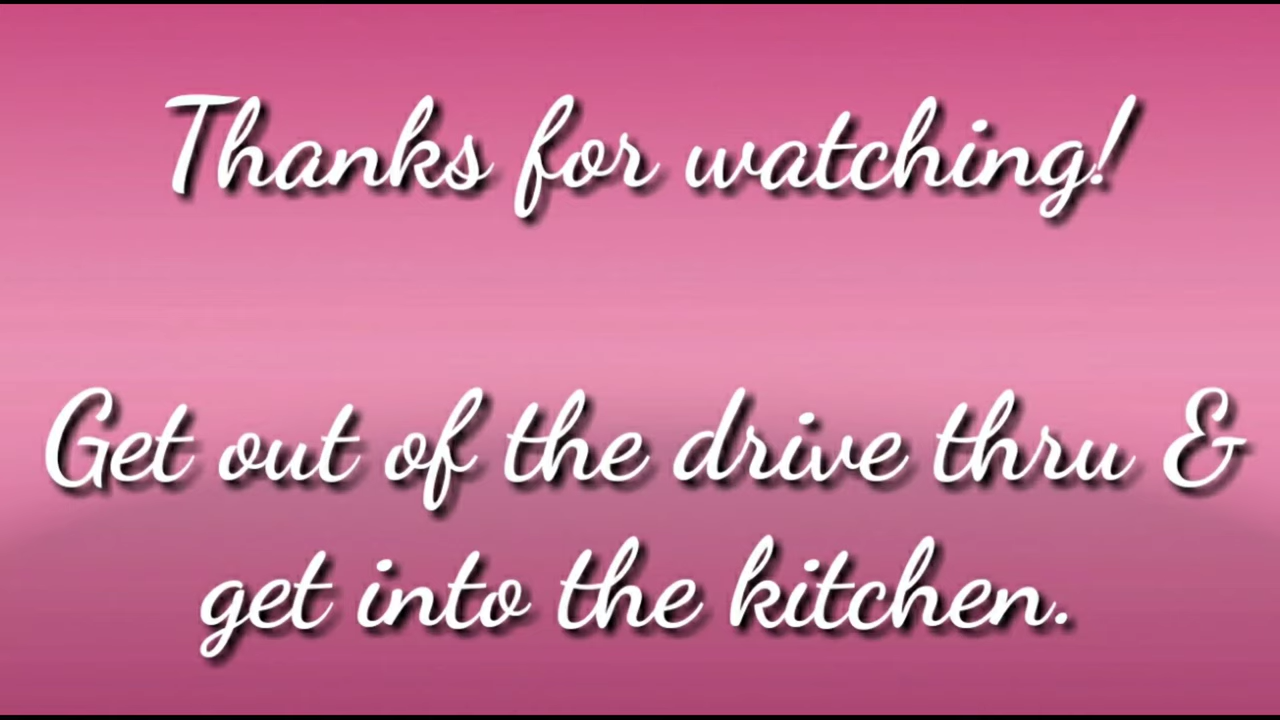 Thanks for watching!
Get out of the drive thru &
get into the kitchen.